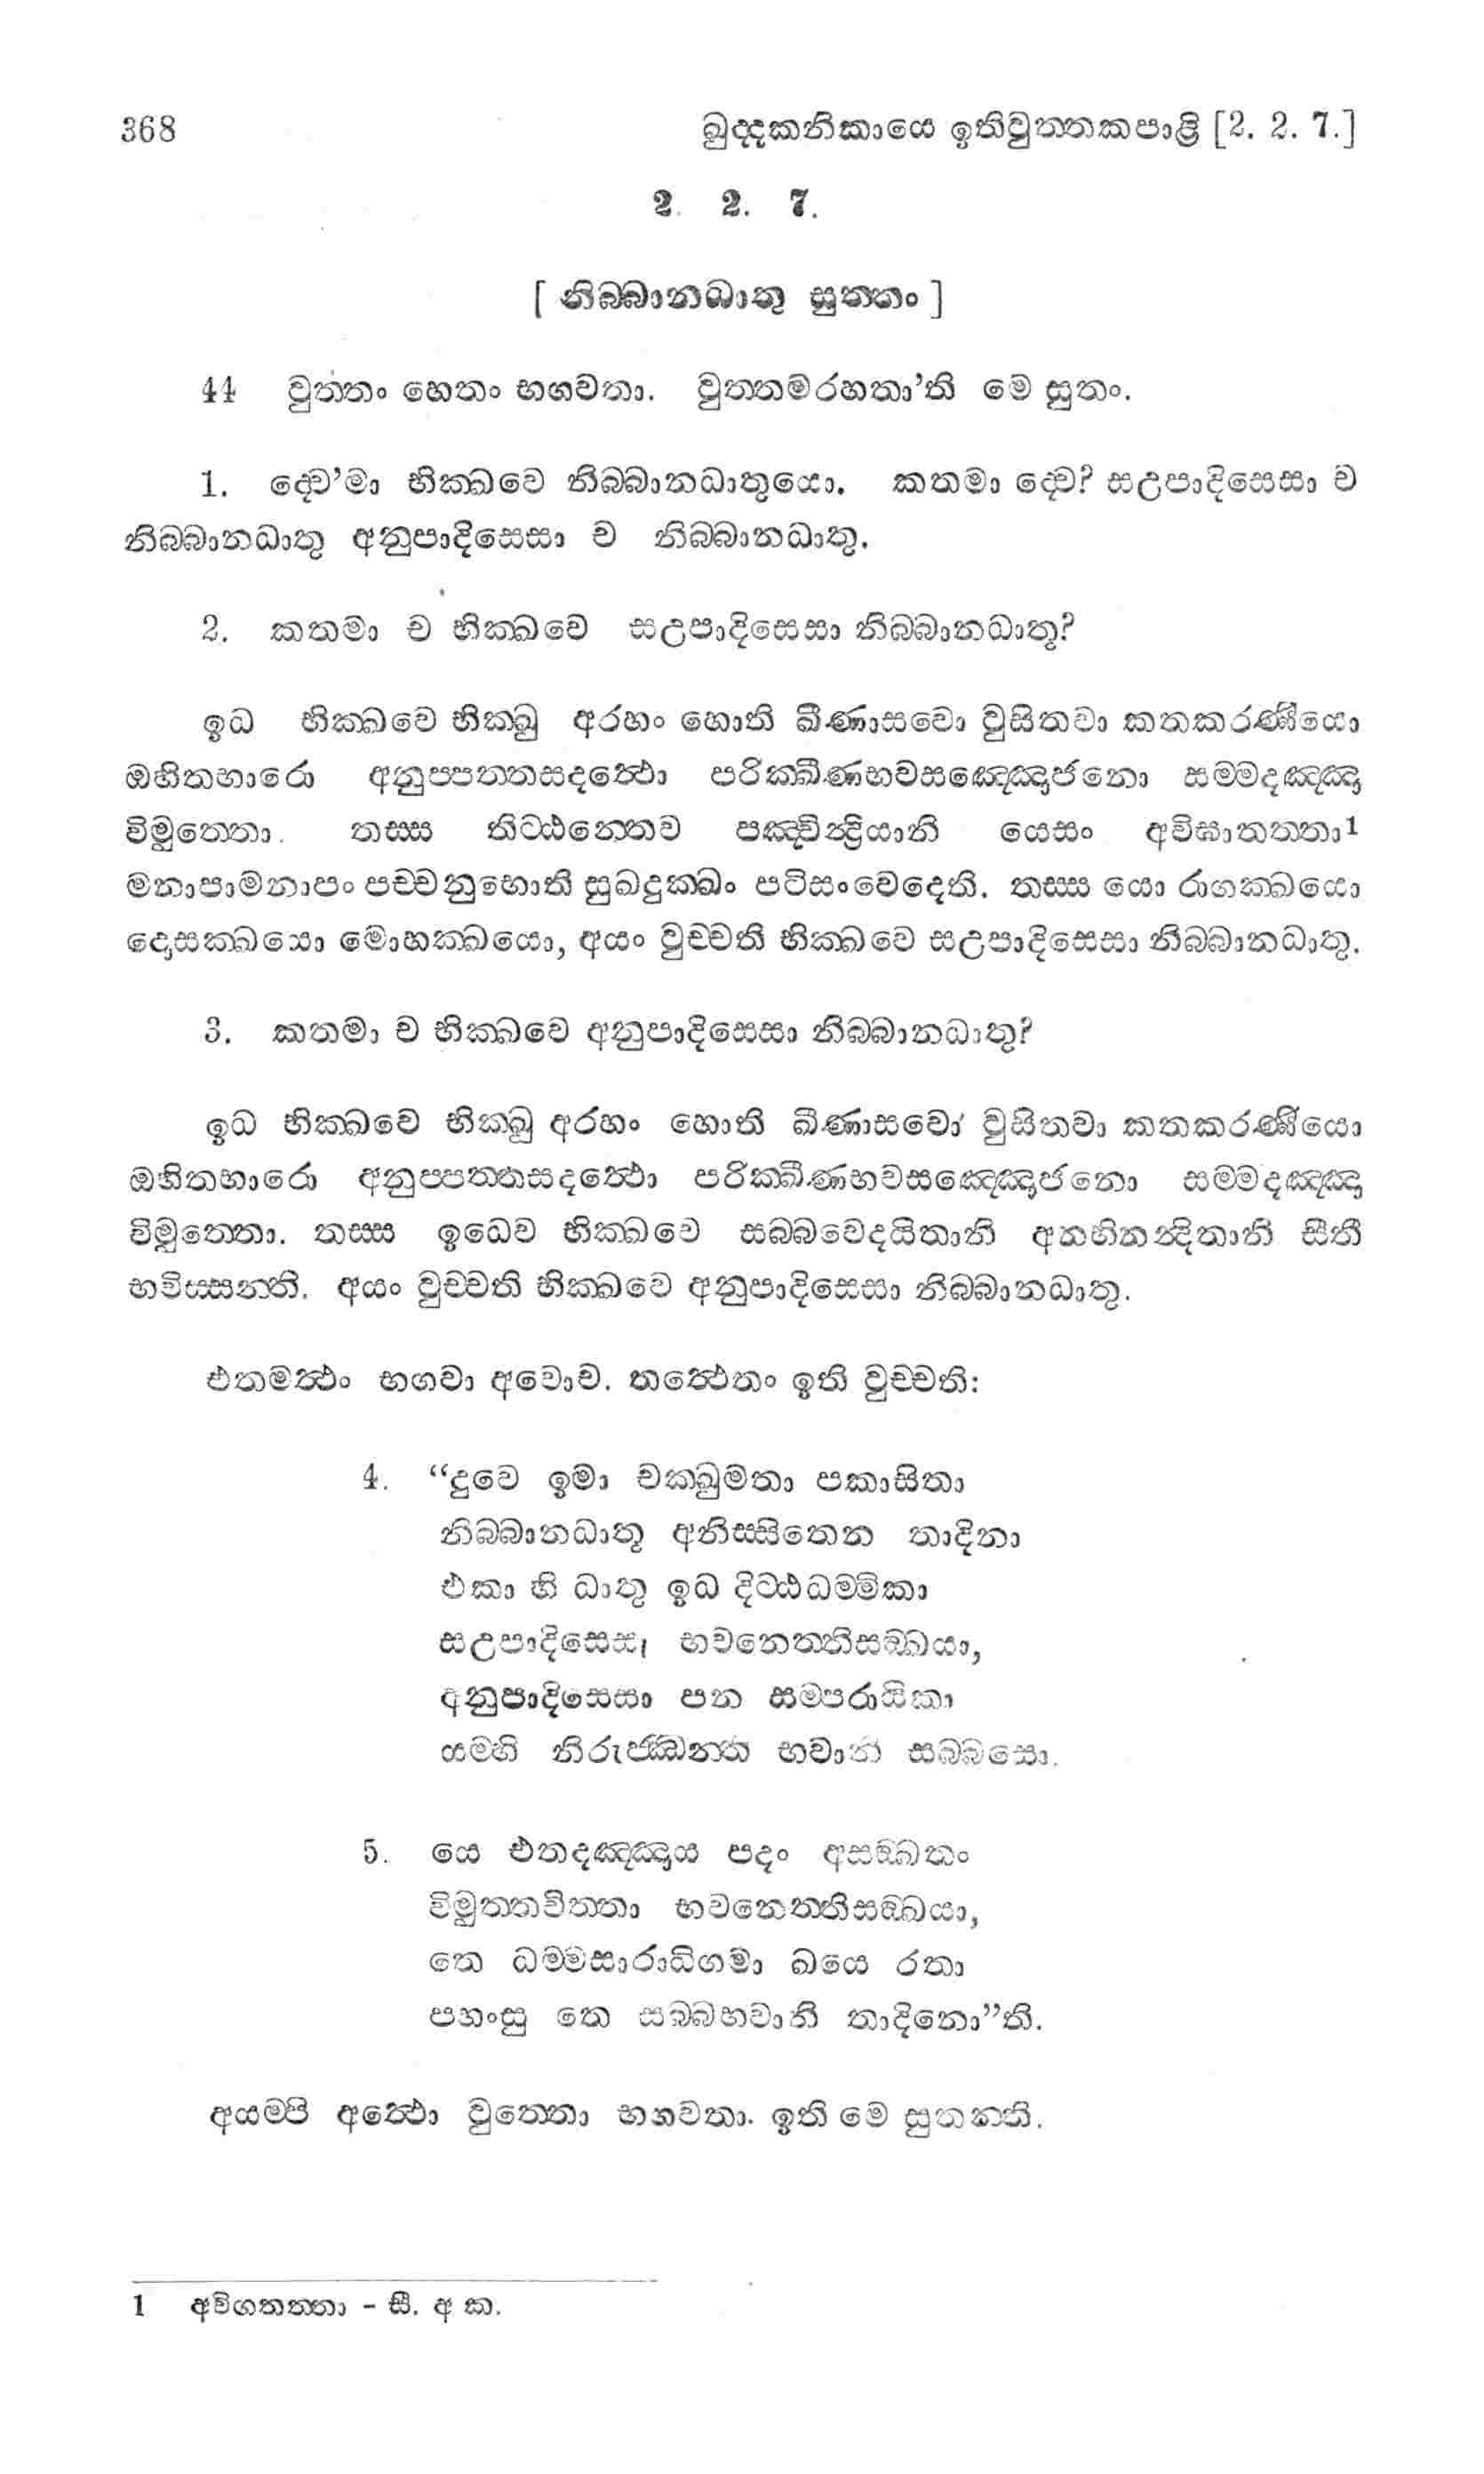 368 ඛුද්දකනිකායෙ ඉතිවුත්තකපාළි [2. 2. 7.]
2. 2. 7.
[ නිබ්බානධාතු සුත්තං ]
44 වුත්තං හෙතං භගවතා. වුත්තමරහතා’ති මෙ සුතං.
1. ද්වෙ’මා භික්ඛවෙ නිබ්බානධාතුයො. කතමා ද්වෙ? සඋපාදිසෙසා ච
නිබ්බානධාතු අනුපාදිසෙසා ච නිබ්බානධාතු.
2. කතමා ච භික්ඛවෙ සඋපාදිසෙසා නිබ්බානධාතු?
ඉධ භික්ඛවෙ භික්ඛු අරහං හොති ඛීණාසවො වුසිතවා කතකරණීයො
ඔහිතභාරො අනුප්පත්තසදත්ථො පරික්ඛීණභවසඤ්ඤොජනො සම්මදඤ්ඤා
විමුත්තො. තස්ස තිට්ඨන්තෙව පඤ්චින්ද්‍රියානි යෙසං අවිඝාතත්තා1
මනාපාමනාපං පච්චනුභොති සුඛදුක්ඛං පටිසංවෙදෙති. තස්ස යො රාගක්ඛයො
දොසක්ඛයො මොහක්ඛයො, අයං වුච්චති භික්ඛවෙ සඋපාදිසෙසා නිබ්බානධාතු.
3. කතමා ච භික්ඛවෙ අනුපාදිසෙසා නිබ්බානධාතු?
ඉධ භික්ඛවෙ භික්ඛු අරහං හොති ඛීණාසවො වුසිතවා කතකරණීයො
ඔහිතභාරො අනුප්පත්තසදත්ථො පරික්ඛීණභවසඤ්ඤොජනො සම්මදඤ්ඤා
විමුත්තො. තස්ස ඉධෙව භික්ඛවෙ සබ්බවෙදයිතානි අනභිනන්දිතානි සීතී
භවිස්සන්ති. අයං වුච්චති භික්ඛවෙ අනුපාදිසෙසා නිබ්බානධාතු.
එතමත්ථං භගවා අවොච. තත්ථෙතං ඉති වුච්චති:
4. “දුවෙ ඉමා චක්ඛුමතා පකාසිතා
නිබ්බානධාතූ අනිස්සිතෙන තාදිනා
එකා හි ධාතු ඉධ දිට්ඨධම්මිකා
සඋපාදිසෙසා භවනෙත්තිසඞ්ඛයා,
අනුපාදිසෙසා පන සම්පරායිකා
යම්හි නිරුජ්ඣන්ති භවානි සබ්බසො.
5. යෙ එතදඤ්ඤාය පදං අසඞ්ඛතං
විමුත්තචිත්තා භවනෙත්තිසඞ්ඛයා,
තෙ ධම්මසාරාධිගමා ඛයෙ රතා
පහංසු තෙ සබ්බභවානි තාදිනො”ති.
අයම්පි අත්ථො වුත්තො භගවතා. ඉති මෙ සුතන්ති.
1 අවිගතත්තා - සී. අ ක.